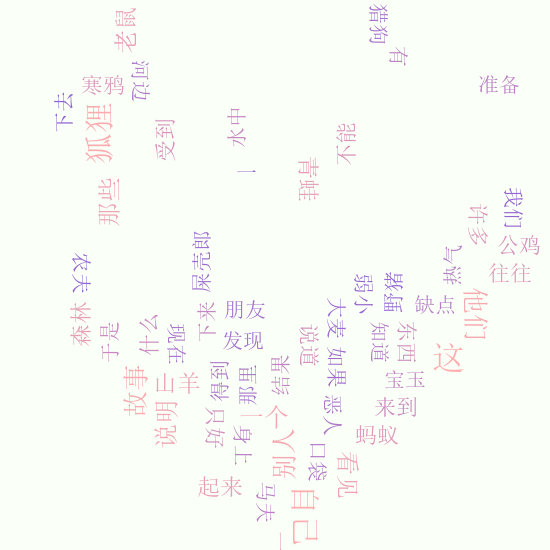 老鼠
猎狗
有
河边
寒鸦
准备
去
下
狐狸
受到
水中
不能
一
青蛙
那些
我们
许多
公鸡
屎壳郎
农夫
气愤
往往
弱小
下来
朋友
大麦
缺点
他们
森林
于是
什么
现在
发现
说道
如果
知道
东西
这
故事
山羊
得到
那里
结果
宝玉
恶人
来到
说明
只好
一个
身上
别人
口袋
蚂蚁
看见
起来
马夫
自己